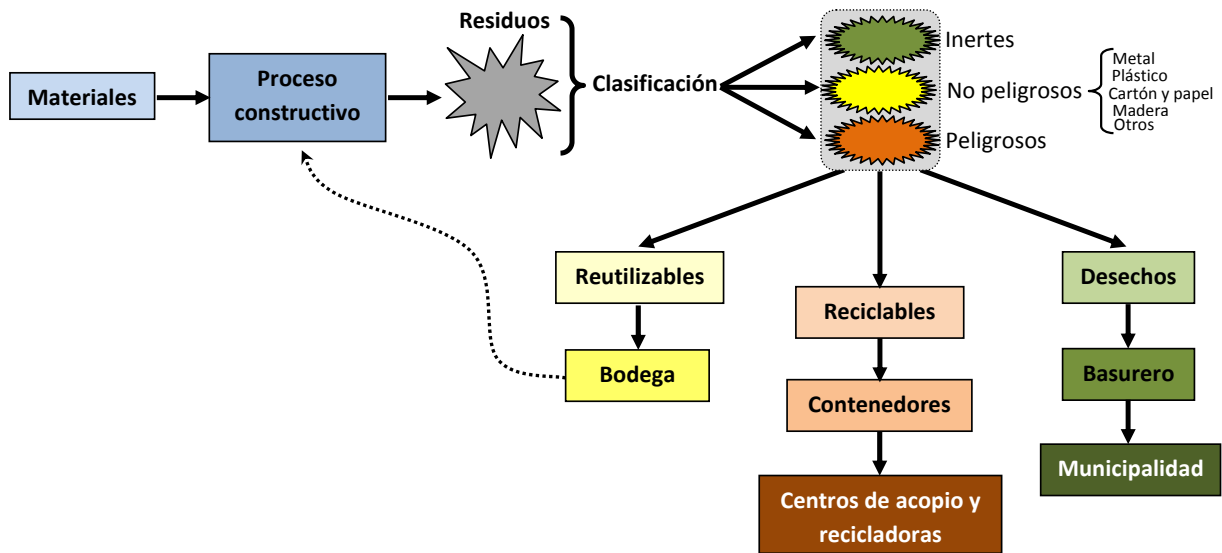 Materiales
Proceso
constructivo
Residuos
Clasificación
Inertes
No peligrosos
Peligrosos
Metal
Plástico
Cartón y papel
Madera
Otros
Reutilizables
Bodega
Reciclables
Contenedores
Centros de acopio y
recicladoras
Desechos
Basurero
Municipalidad